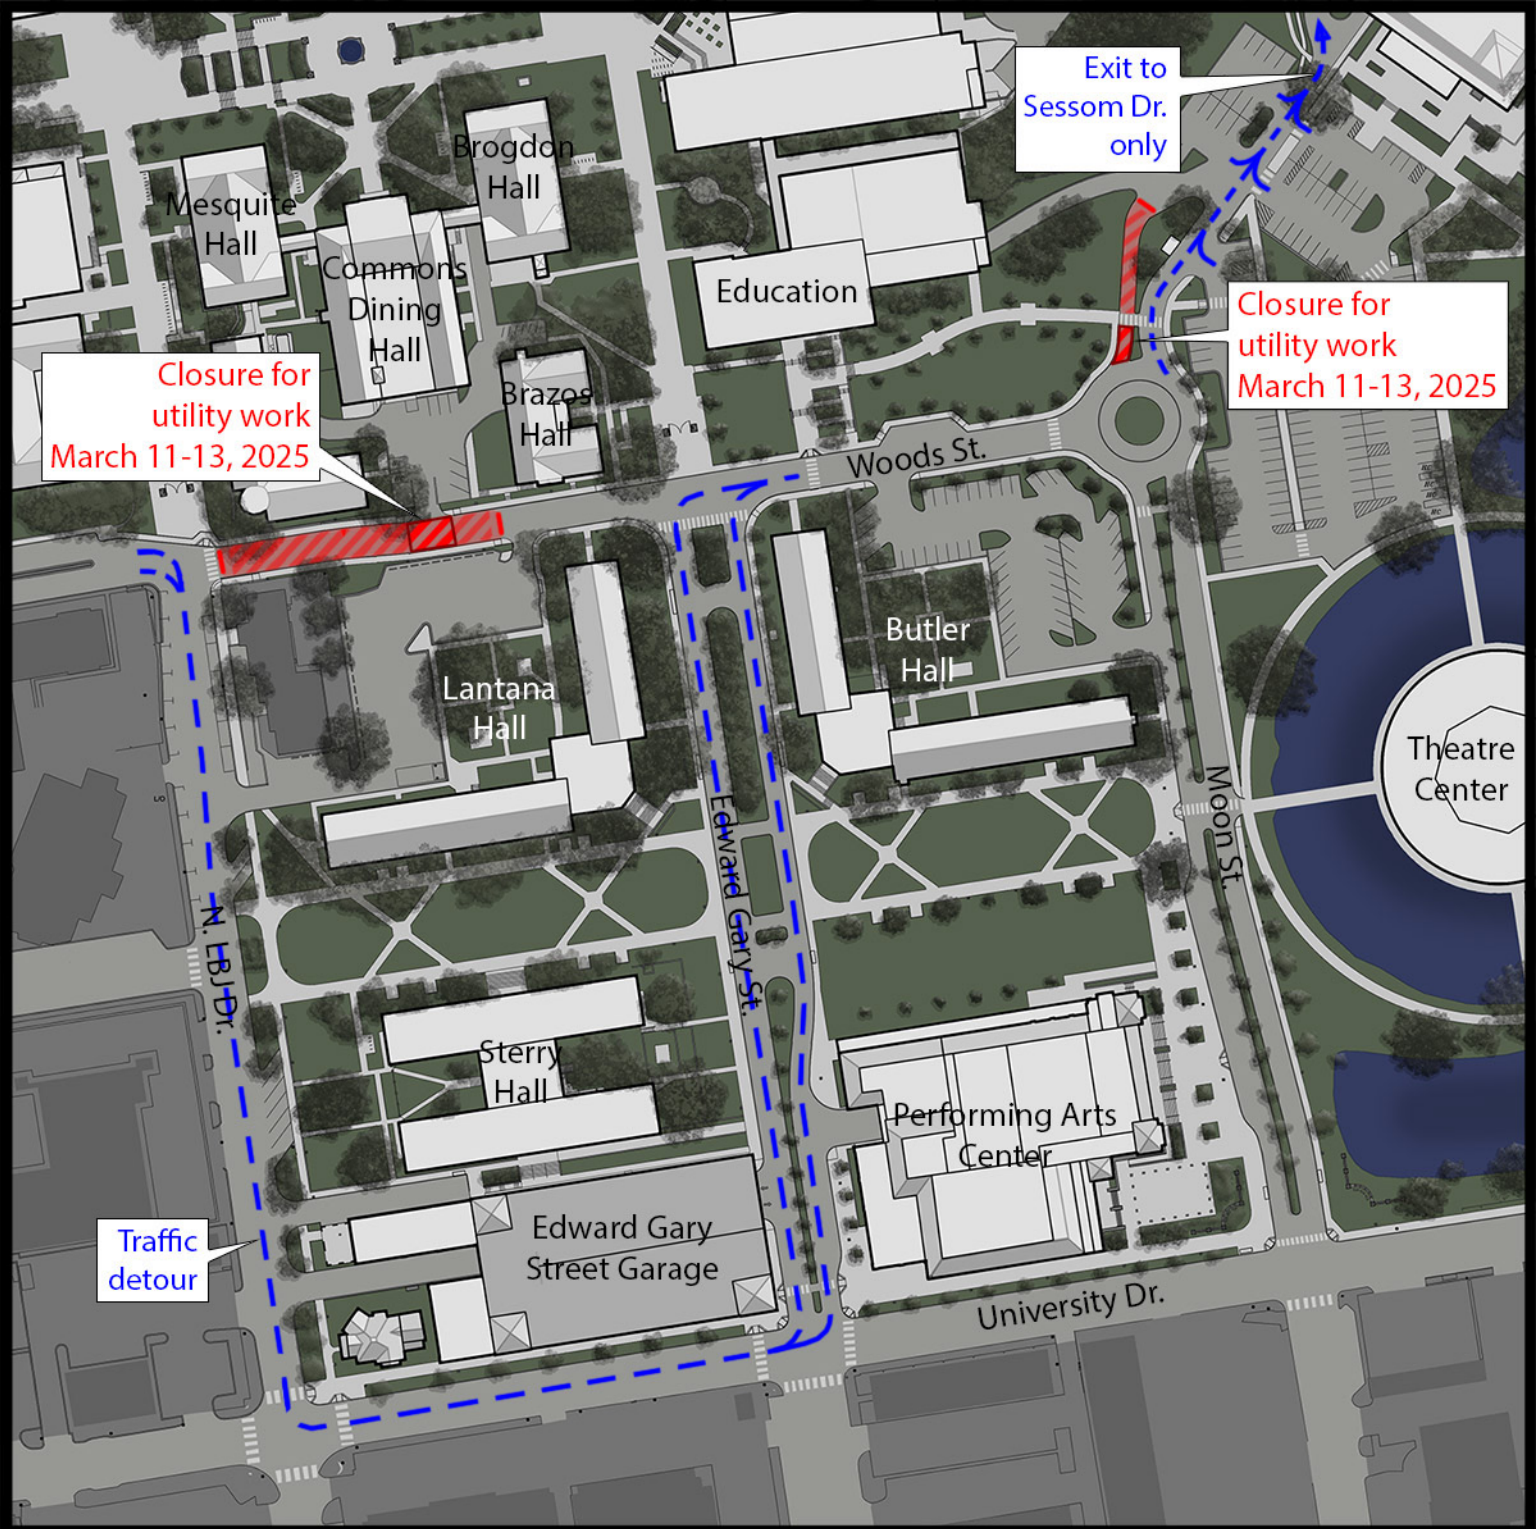 Exit to
Sessom Dr.
only
Brogdon
Hall
Mesquite
Hall
Commons
Dining
Hall
Education
Closure for
utility work
March 11-13, 2025
Closure for
utility work
March 11-13, 2025
Brazos
Hall
Woods St.
Butler
Hall
Lantana
Hall
Theatre
Center
Moon St.
Edward Gary St.
N. LBJ Dr.
Sterry
Hall
Performing Arts
Center
Traffic
detour
Edward Gary
Street Garage
University Dr.